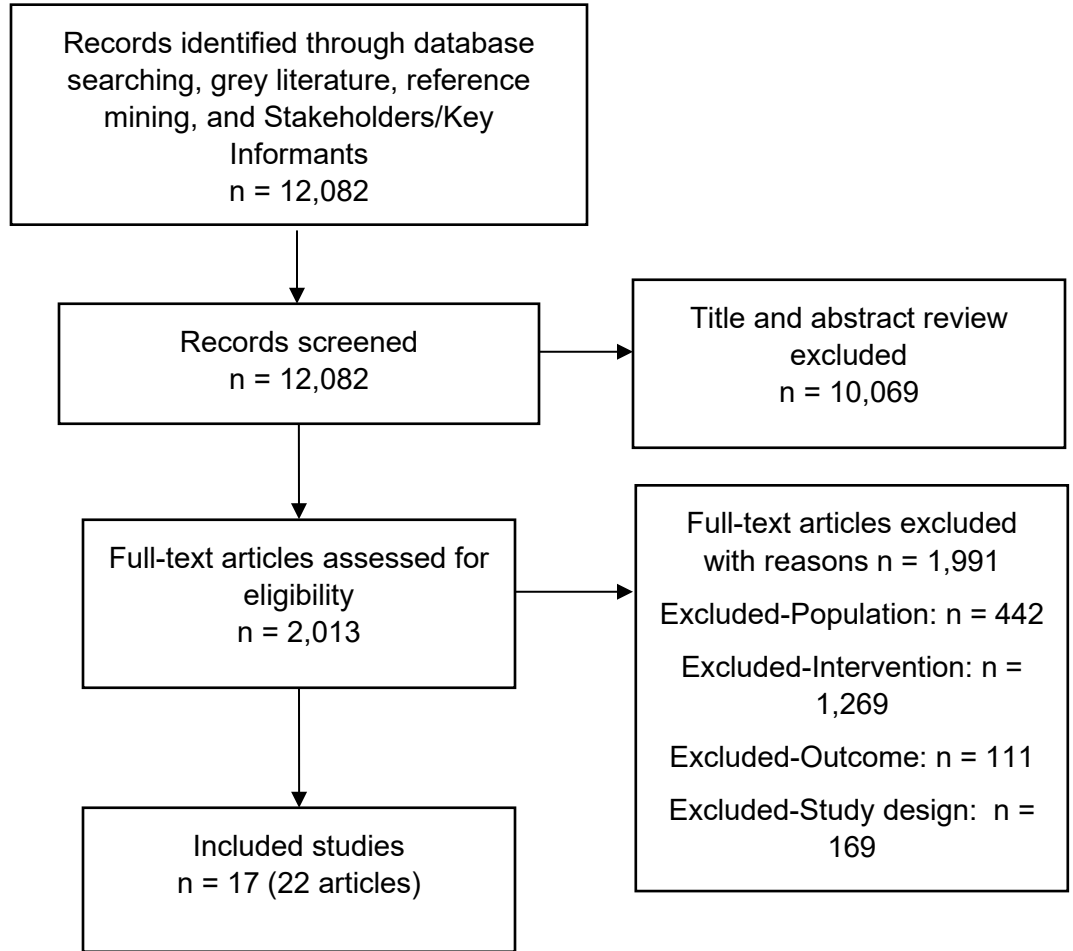 Records identified through database
searching, grey literature, reference
mining, and Stakeholders/Key
Informants
n = 12,082
Records screened
n = 12,082
Title and abstract review
excluded
n = 10,069
Full-text articles assessed for
eligibility
n = 2,013
Full-text articles excluded
with reasons n = 1,991
Excluded-Population: n = 442
Excluded-Intervention: n =
1,269
Excluded-Outcome: n = 111
Excluded-Study design:  n =
169
Included studies
n = 17 (22 articles)